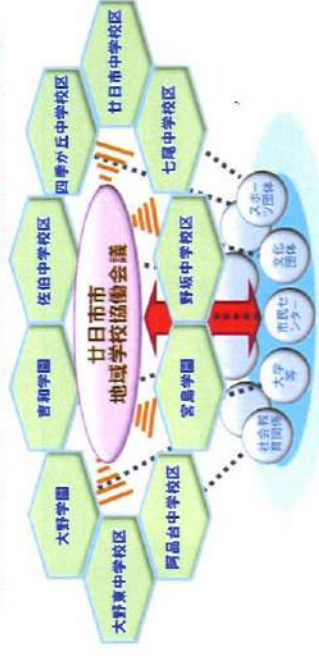 大野学園
吉和学園
佐伯中学校区
四季が丘中学校区
廿日市中学校区
七尾中学校区
野坂中学校区
宮島学園
阿品台中学校区
大野東中学校区
廿日市市
地域学校協働会議
社会教
育関係
大学
等
市民セ
ンター
文化
団体
スポー
ツ団体